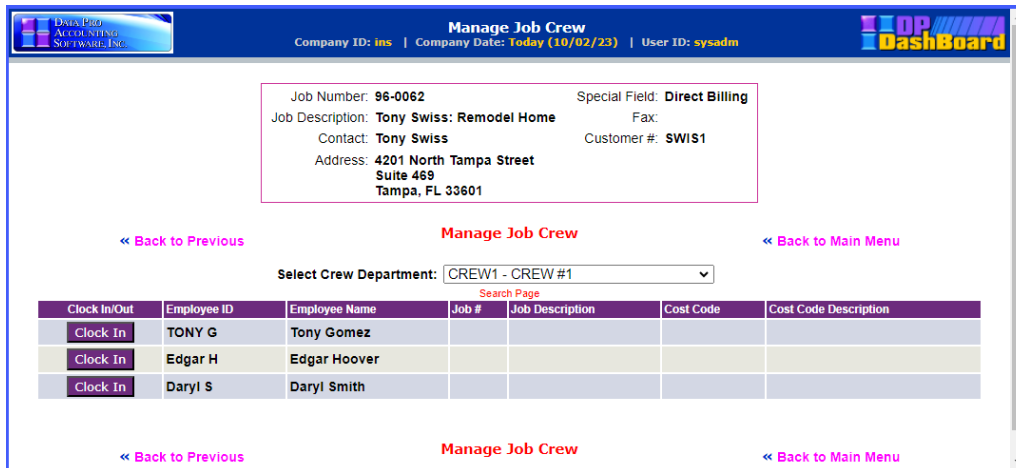 DATA PRO
ACCOUNTING
SOFTWARE, INC.
Manage Job Crew
Company ID: ins | Company Date: Today (10/02/23) | User ID: sysadm
DP
DashBoard
Job Number: 96-0062 Special Field: Direct Billing
Job Description: Tony Swiss: Remodel Home Fax:
Contact: Tony Swiss Customer #: SWIS1
Address: 4201 North Tampa Street
Suite 469
Tampa, FL 33601
« Back to Previous Manage Job Crew « Back to Main Menu
Select Crew Department: CREW1 - CREW #1
Search Page
Clock In/Out Employee ID Employee Name Job # Job Description Cost Code Cost Code Description
Clock In TONY G Tony Gomez
Clock In Edgar H Edgar Hoover
Clock In Daryl S Daryl Smith
« Back to Previous Manage Job Crew « Back to Main Menu